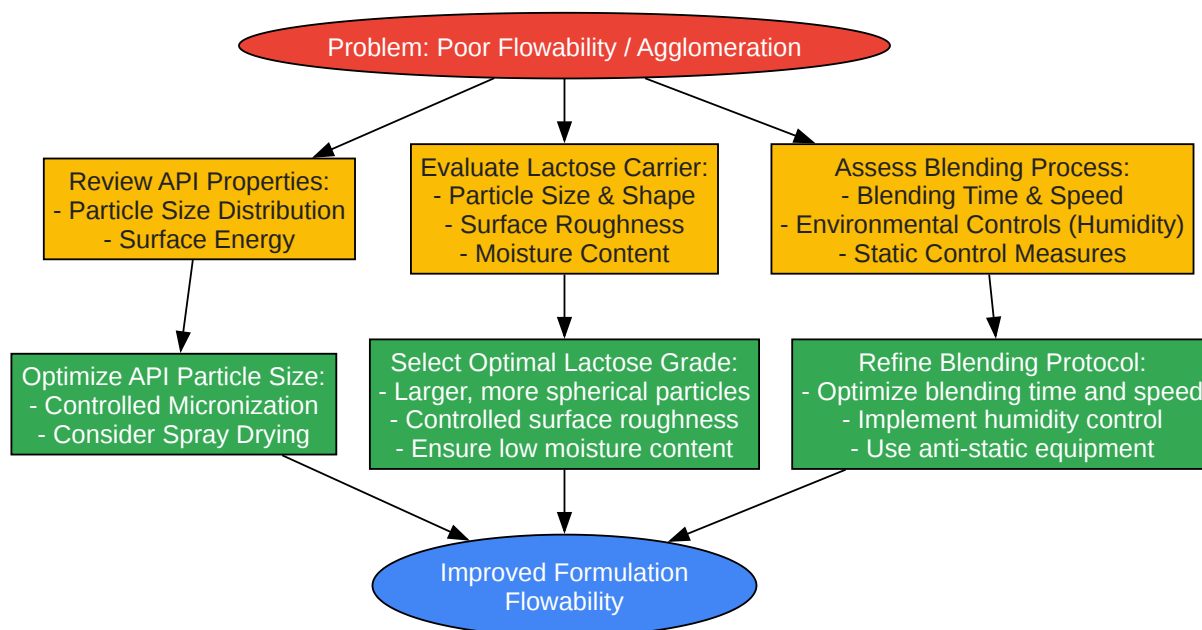 Problem: Poor Flowability / Agglomeration
Review API Properties:
- Particle Size Distribution
- Surface Energy
Evaluate Lactose Carrier:
- Particle Size & Shape
- Surface Roughness
- Moisture Content
Assess Blending Process:
- Blending Time & Speed
- Environmental Controls (Humidity)
- Static Control Measures
Optimize API Particle Size:
- Controlled Micronization
- Consider Spray Drying
Select Optimal Lactose Grade:
- Larger, more spherical particles
- Controlled surface roughness
- Ensure low moisture content
Refine Blending Protocol:
- Optimize blending time and speed
- Implement humidity control
- Use anti-static equipment
Improved Formulation
Flowability